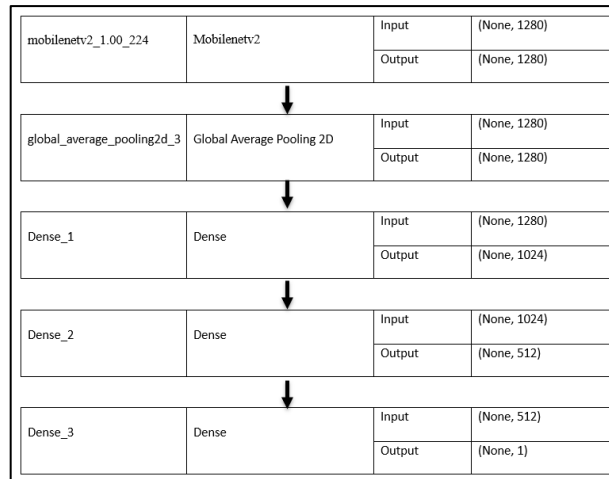 mobilenetv2_1.00_224 Mobilenetv2 Input (None, 1280)
Output (None, 1280)
global_average_pooling2d_3 Global Average Pooling 2D Input (None, 1280)
Output (None, 1280)
Dense_1 Dense Input (None, 1280)
Output (None, 1024)
Dense_2 Dense Input (None, 1024)
Output (None, 512)
Dense_3 Dense Input (None, 512)
Output (None, 1)